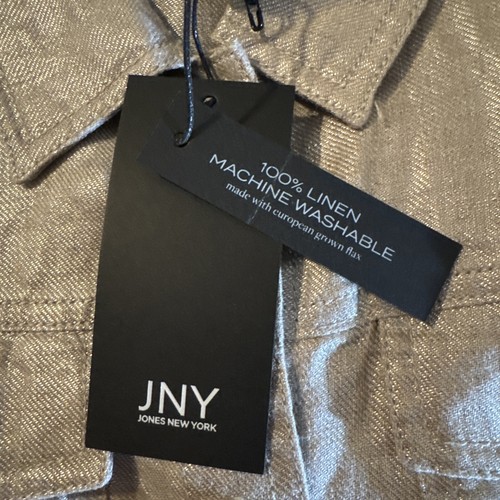 100% LINEN
MACHINE WASHABLE
made with european grown flax
JNY
JONES NEW YORK